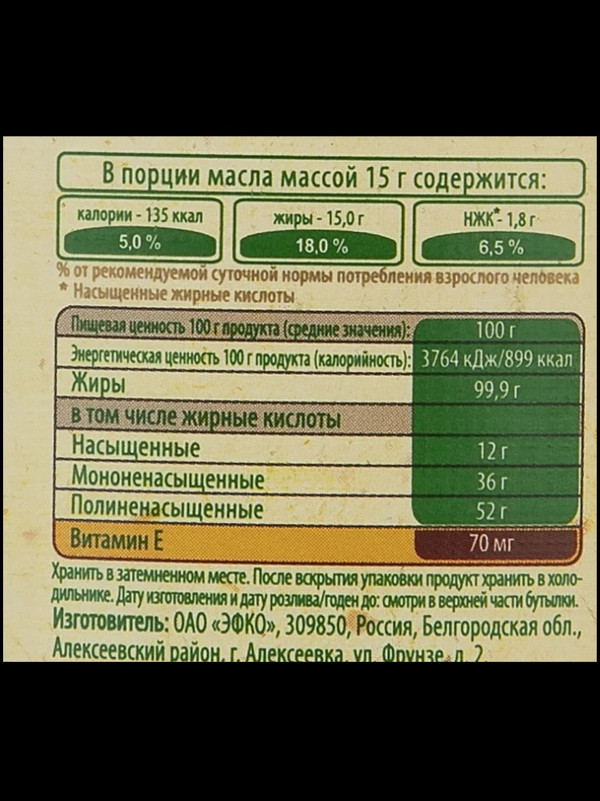 В порции масла массой 15 г содержится:
калории - 135 ккал
5,0 %
жиры - 15,0 г
18,0 %
НЖК* - 1,8 г
6,5 %
% от рекомендуемой суточной нормы потребления взрослого человека
* Насыщенные жирные кислоты
Пищевая ценность 100 г продукта (средние значения): 100 г
Энергетическая ценность 100 г продукта (калорийность): 3764 кДж/899 ккал
Жиры 99,9 г
в том числе жирные кислоты
Насыщенные 12 г
Мононенасыщенные 36 г
Полиненасыщенные 52 г
Витамин Е 70 мг
Хранить в затемненном месте. После вскрытия упаковки продукт хранить в холо-
дильнике. Дату изготовления и дату розлива/годен до: смотри в верхней части бутылки.
Изготовитель: ОАО «ЭФКО», 309850, Россия, Белгородская обл.,
Алексеевский район, г. Алексеевка, ул. Фрунзе, д. 2.